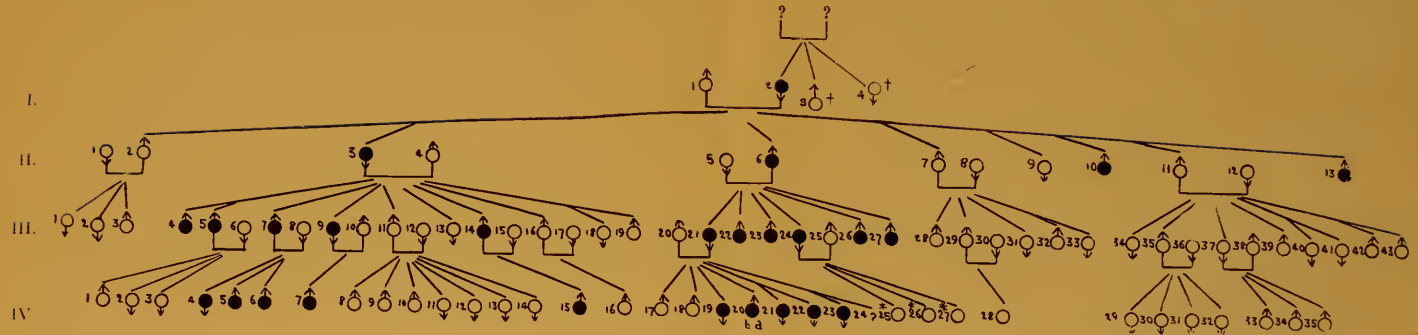 ? ?
1 2 3 † 4 †
I.
1 2 3 4 5 6 7 8 9 10 11 12 13
II.
1 2 3 4 5 6 7 8 9 10 11 12 13 14 15 16 17 18 19 20 21 22 23 24 25 26 27 28 29 30 31 32 33 34 35 36 37 38 39 40 41 42 43
III.
1 2 3 4 5 6 7 8 9 10 11 12 13 14 15 16 17 18 19 20 21 22 23 24 ? 25 * 26 * 27 * 28 29 30 31 32 33 34 35
IV
b d